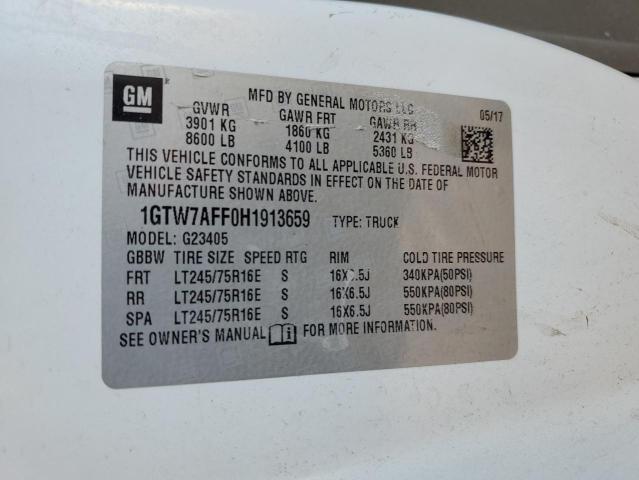 GM
MFD BY GENERAL MOTORS LLC
05/17
GVWR GAWR FRT GAWR RR
3901 KG 1860 KG 2431 KG
8600 LB 4100 LB 5360 LB
THIS VEHICLE CONFORMS TO ALL APPLICABLE U.S. FEDERAL MOTOR
VEHICLE SAFETY STANDARDS IN EFFECT ON THE DATE OF
MANUFACTURE SHOWN ABOVE.
1GTW7AFF0H1913659 TYPE: TRUCK
MODEL: G23405
GBBW TIRE SIZE SPEED RTG RIM COLD TIRE PRESSURE
FRT LT245/75R16E S 16X6.5J 340KPA(50PSI)
RR LT245/75R16E S 16X6.5J 550KPA(80PSI)
SPA LT245/75R16E S 16X6.5J 550KPA(80PSI)
SEE OWNER'S MANUAL FOR MORE INFORMATION.